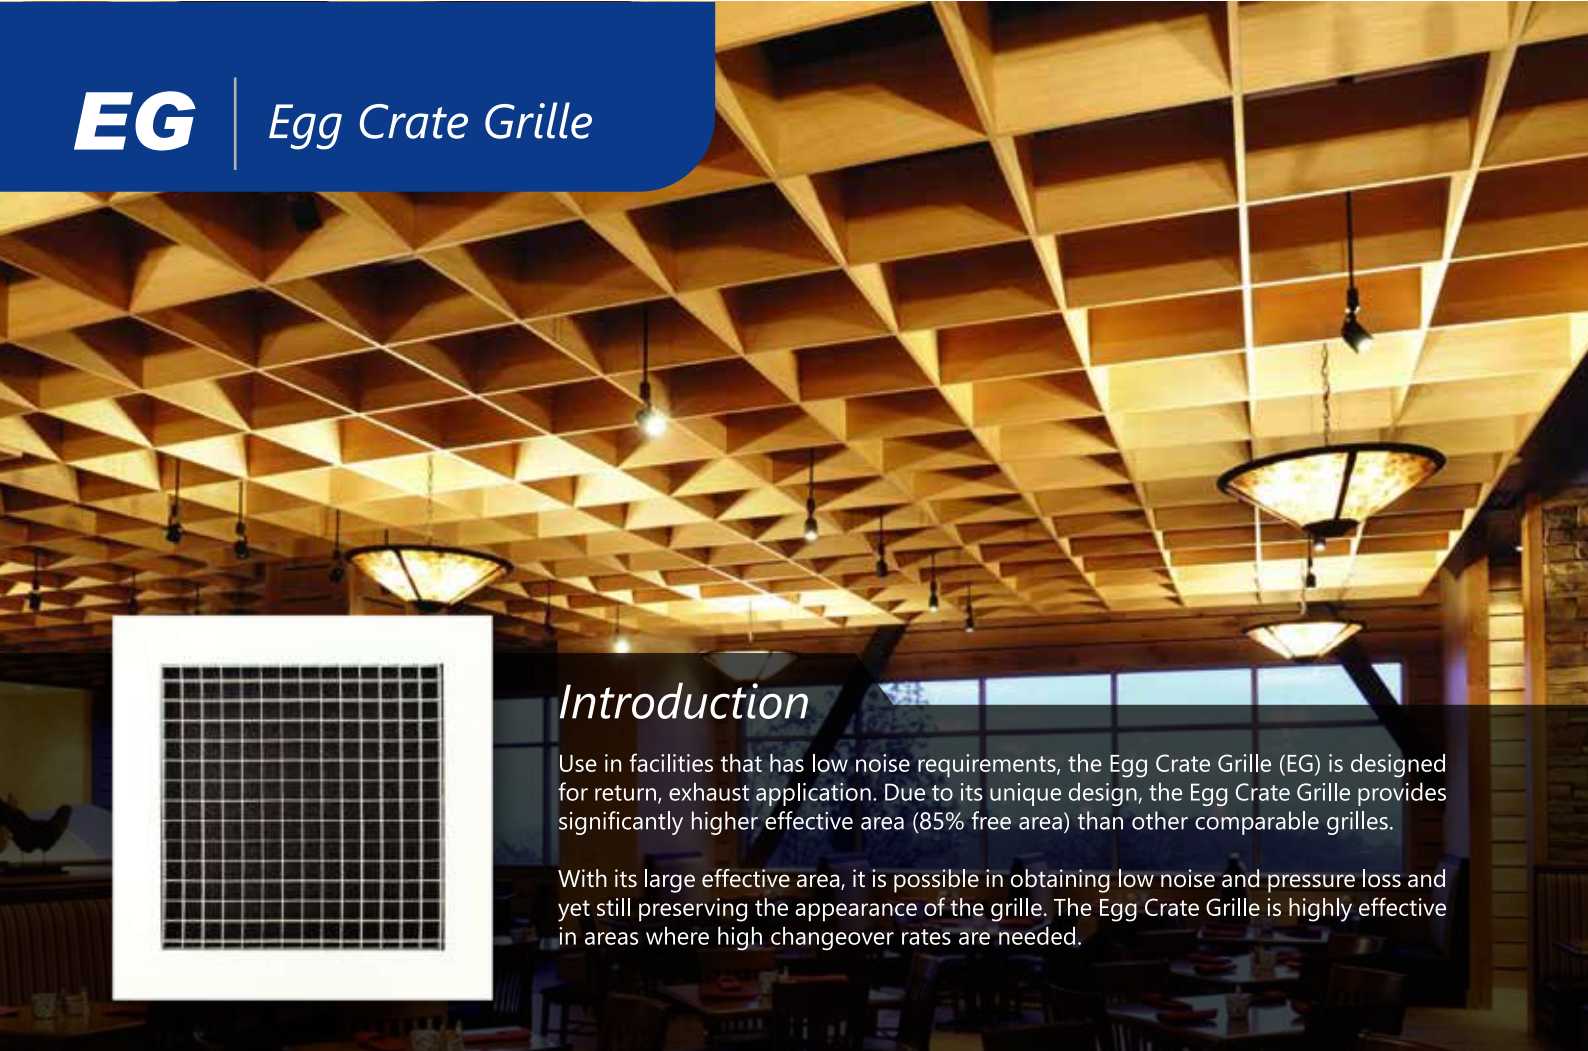 EG
Egg Crate Grille
Introduction
Use in facilities that has low noise requirements, the Egg Crate Grille (EG) is designed
for return, exhaust application. Due to its unique design, the Egg Crate Grille provides
significantly higher effective area (85% free area) than other comparable grilles.
With its large effective area, it is possible in obtaining low noise and pressure loss and
yet still preserving the appearance of the grille. The Egg Crate Grille is highly effective
in areas where high changeover rates are needed.